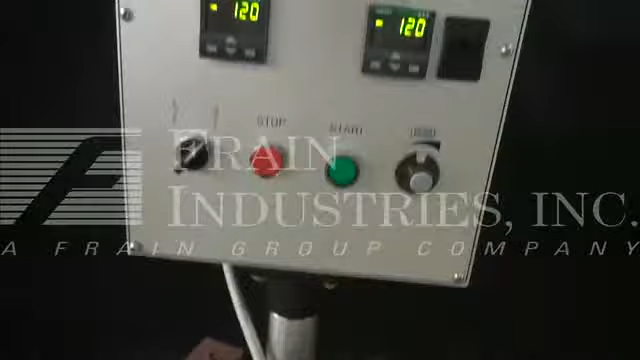 120
120
STOP
START
FRAIN
INDUSTRIES, INC.
A FRAIN GROUP COMPANY